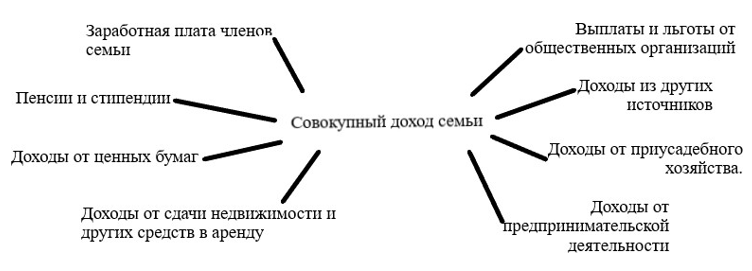 Заработная плата членов
семьи
Пенсии и стипендии
Доходы от ценных бумаг
Доходы от сдачи недвижимости и
других средств в аренду
Совокупный доход семьи
Выплаты и льготы от
общественных организаций
Доходы из других
источников
Доходы от приусадебного
хозяйства.
Доходы от
предпринимательской
деятельности